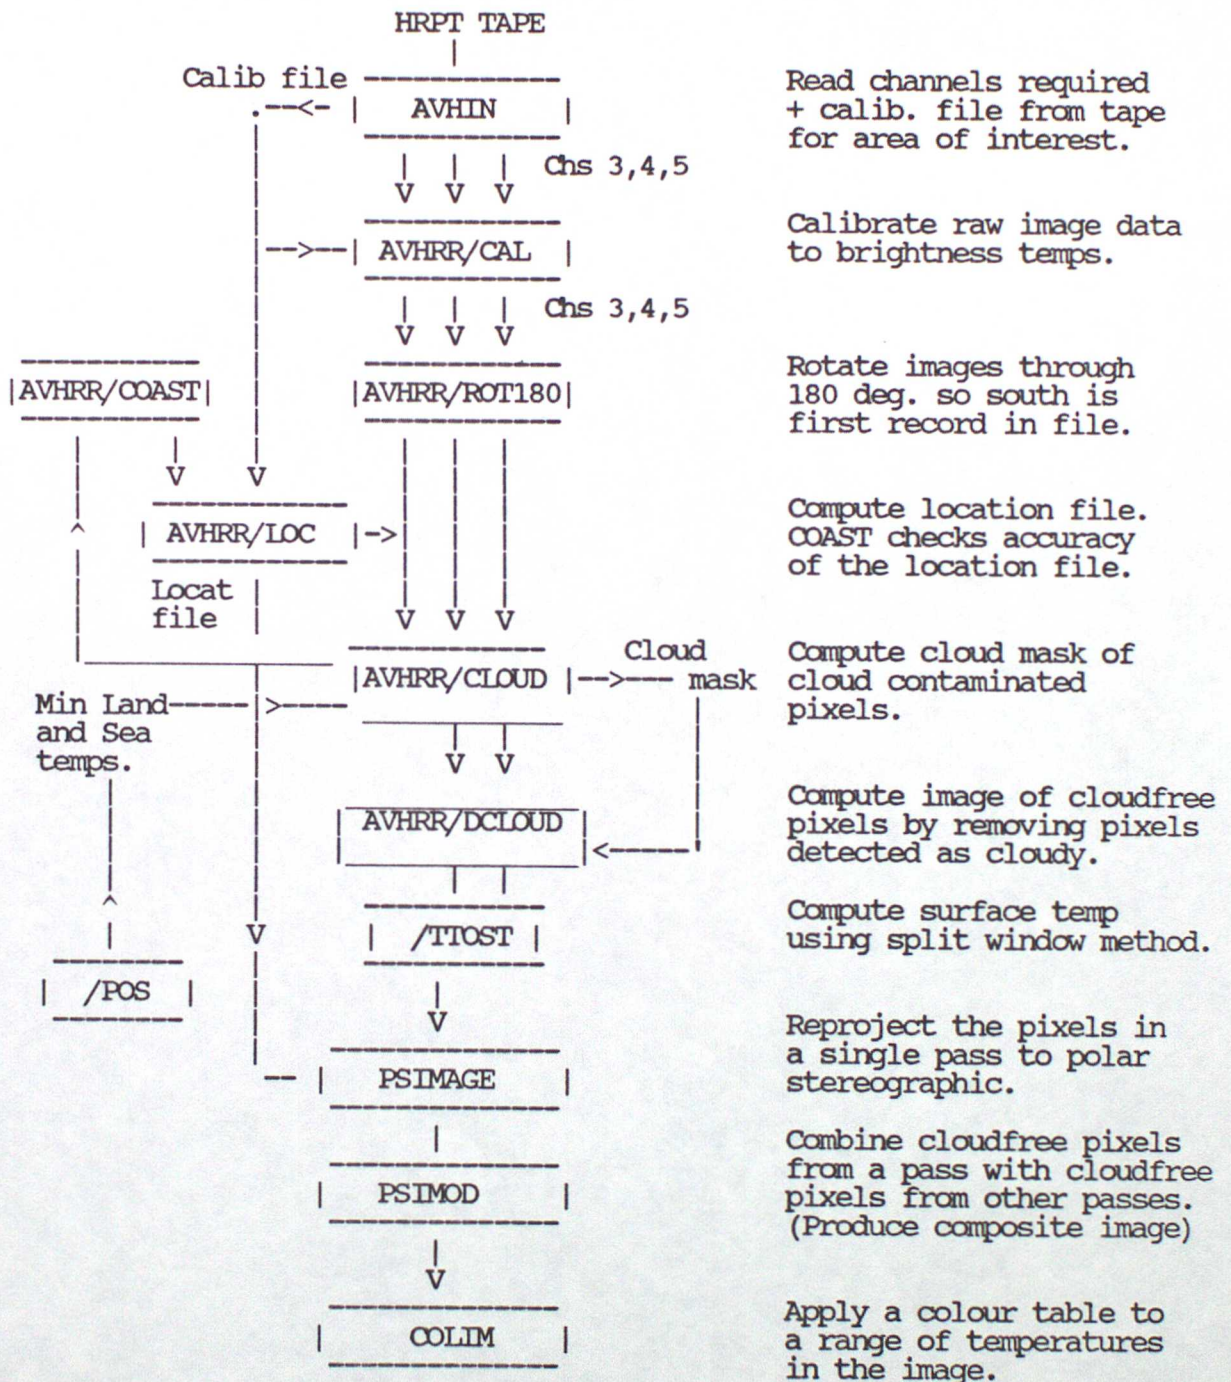 HRPT TAPE
Calib file
AVHIN
Read channels required
+ calib. file from tape
for area of interest.
Chs 3,4,5
AVHRR/CAL
Calibrate raw image data
to brightness temps.
Chs 3,4,5
AVHRR/COAST
AVHRR/ROT180
Rotate images through
180 deg. so south is
first record in file.
AVHRR/LOC
Compute location file.
COAST checks accuracy
of the location file.
Locat
file
AVHRR/CLOUD
Cloud
mask
Compute cloud mask of
cloud contaminated
pixels.
Min Land
and Sea
temps.
AVHRR/DCLOUD
Compute image of cloudfree
pixels by removing pixels
detected as cloudy.
/TTOST
Compute surface temp
using split window method.
/POS
PSIMAGE
Reproject the pixels in
a single pass to polar
stereographic.
PSIMOD
Combine cloudfree pixels
from a pass with cloudfree
pixels from other passes.
(Produce composite image)
COLIM
Apply a colour table to
a range of temperatures
in the image.